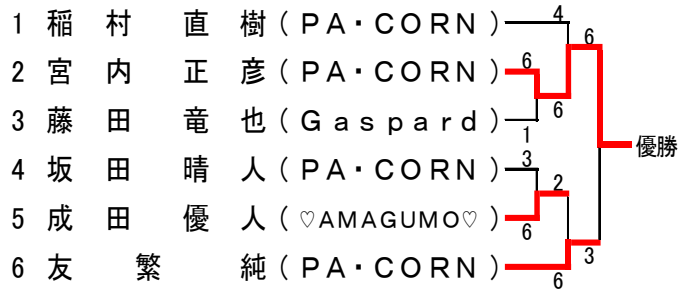 1 稲村 直樹(PA・CORN) 4
6
2 宮内 正彦(PA・CORN) 6
6
3 藤田 竜也(Gaspard)
1
優勝
4 坂田 晴人(PA・CORN) 3
2
5 成田 優人(♡AMAGUMO♡)
6
3
6 友 繁 純(PA・CORN)
6